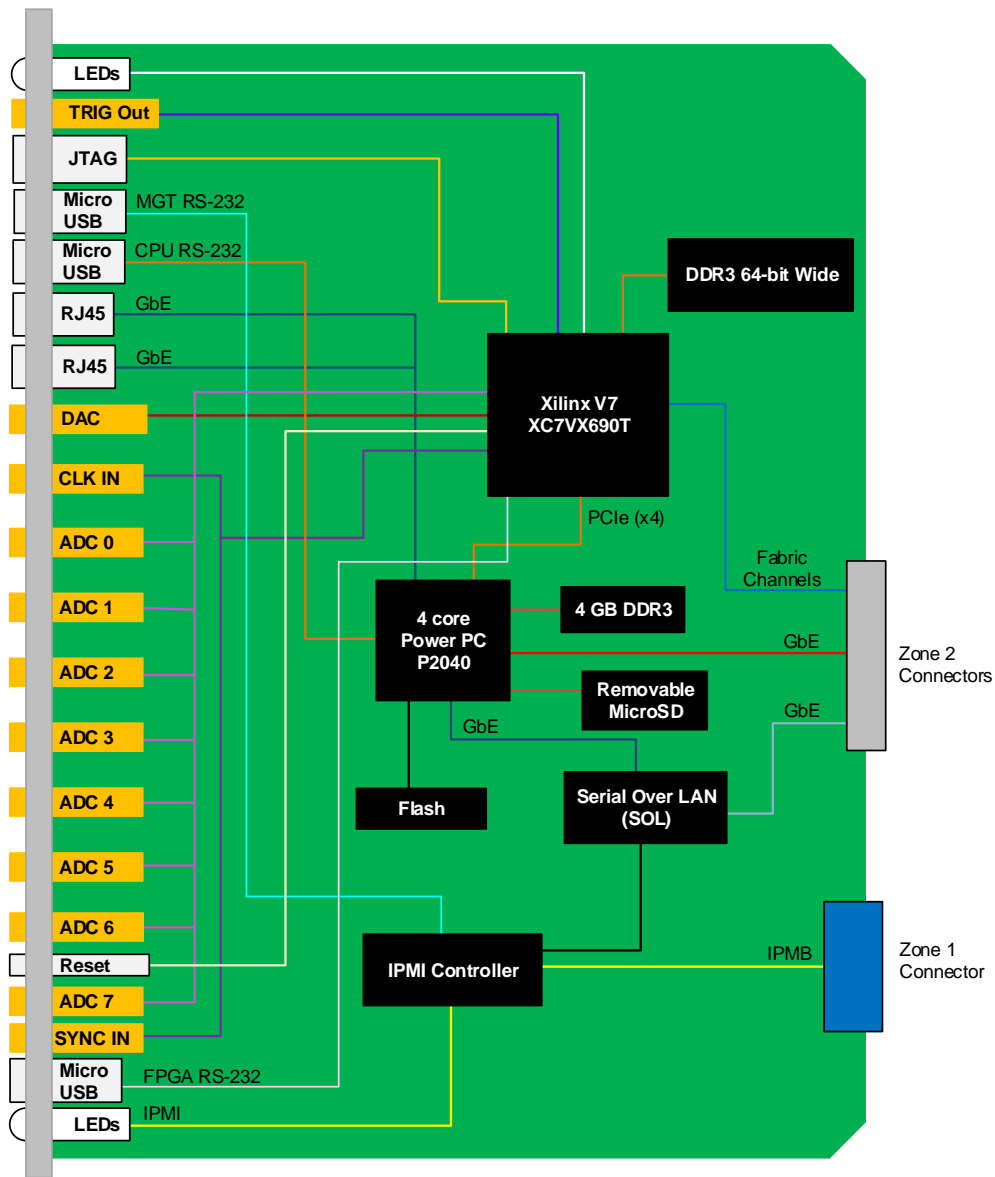 LEDs
TRIG Out
JTAG
Micro
USB
MGT RS-232
Micro
USB
CPU RS-232
RJ45
GbE
RJ45
GbE
DAC
CLK IN
ADC 0
ADC 1
ADC 2
ADC 3
ADC 4
ADC 5
ADC 6
Reset
ADC 7
SYNC IN
Micro
USB
FPGA RS-232
LEDs
IPMI
DDR3 64-bit Wide
Xilinx V7
XC7VX690T
PCIe (x4)
Fabric
Channels
4 core
Power PC
P2040
4 GB DDR3
GbE
Zone 2
Connectors
Removable
MicroSD
GbE
GbE
Flash
Serial Over LAN
(SOL)
IPMI Controller
IPMB
Zone 1
Connector